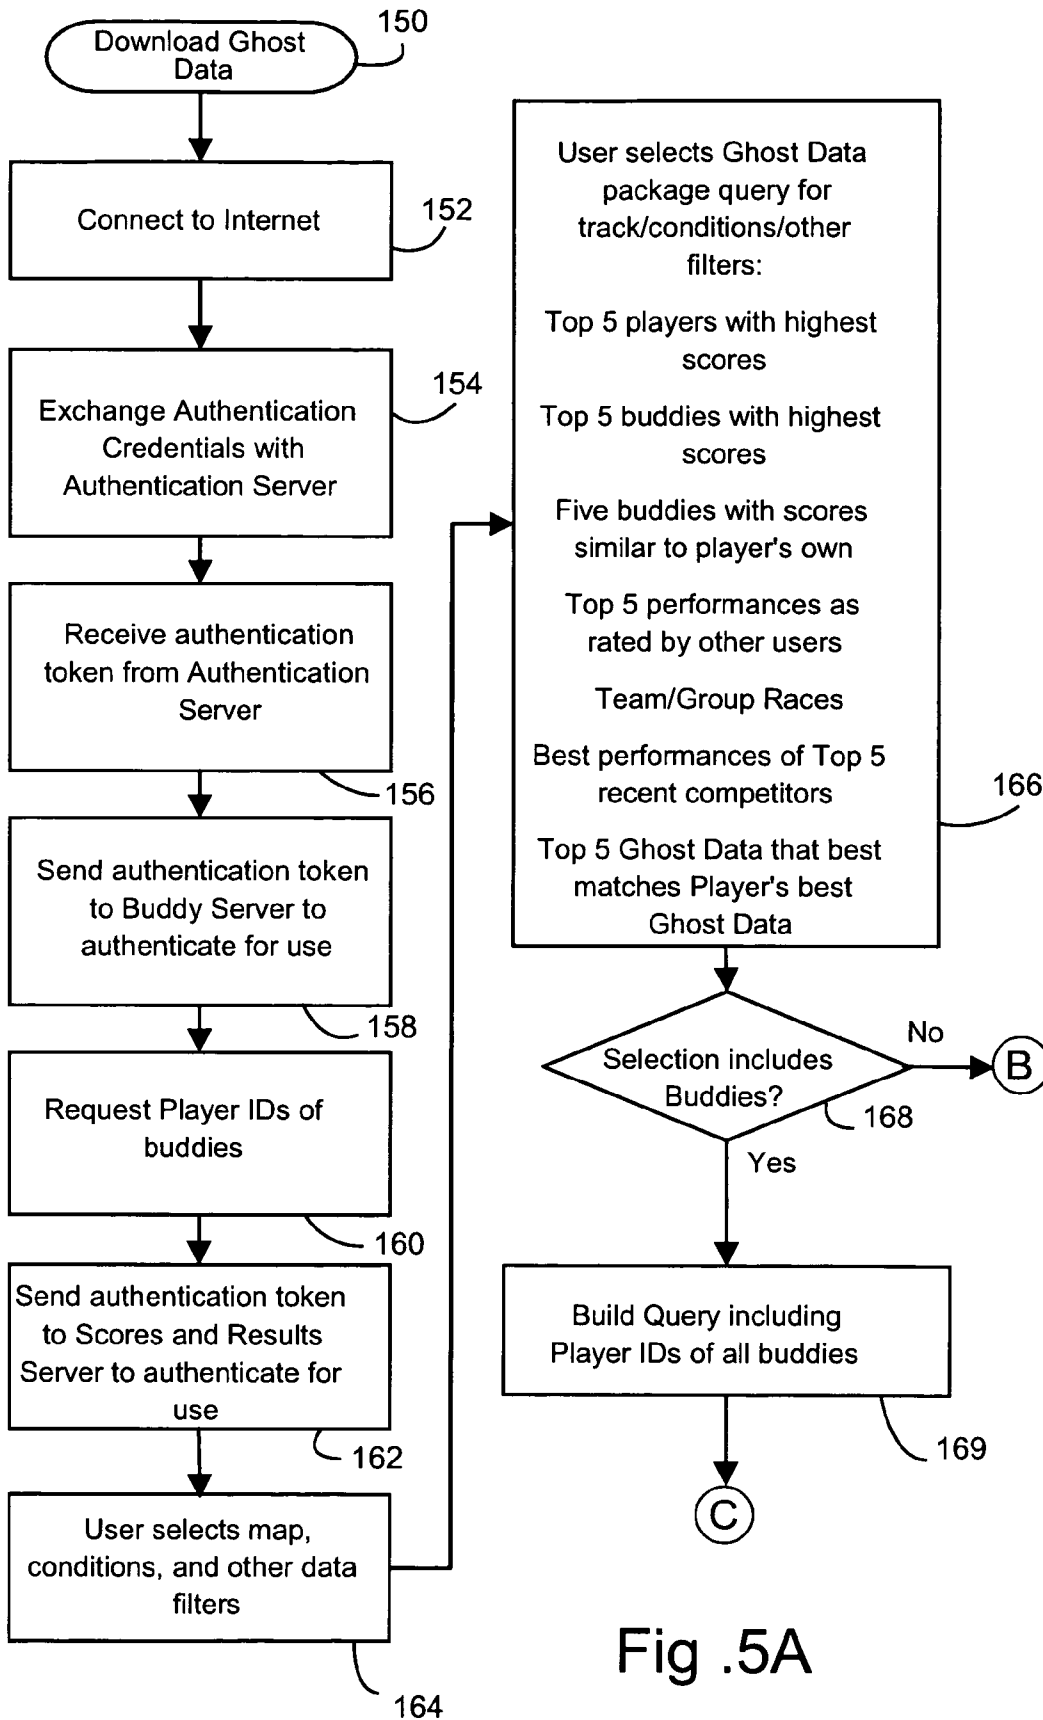 Download Ghost
Data
150
Connect to Internet
152
Exchange Authentication
Credentials with
Authentication Server
154
Receive authentication
token from Authentication
Server
156
Send authentication token
to Buddy Server to
authenticate for use
158
Request Player IDs of
buddies
160
Send authentication token
to Scores and Results
Server to authenticate for
use
162
User selects map,
conditions, and other data
filters
164
User selects Ghost Data
package query for
track/conditions/other
filters:
Top 5 players with highest
scores
Top 5 buddies with highest
scores
Five buddies with scores
similar to player's own
Top 5 performances as
rated by other users
Team/Group Races
Best performances of Top 5
recent competitors
Top 5 Ghost Data that best
matches Player's best
Ghost Data
166
Selection includes
Buddies?
168
No
B
Yes
Build Query including
Player IDs of all buddies
169
C
Fig .5A